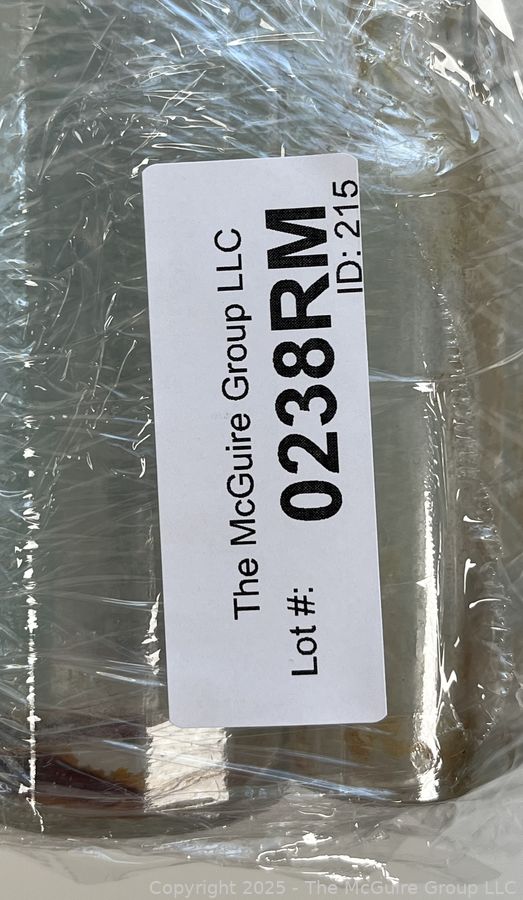 The McGuire Group LLC
Lot #: 0238RM
ID: 215
Copyright 2025 - The McGuire Group LLC